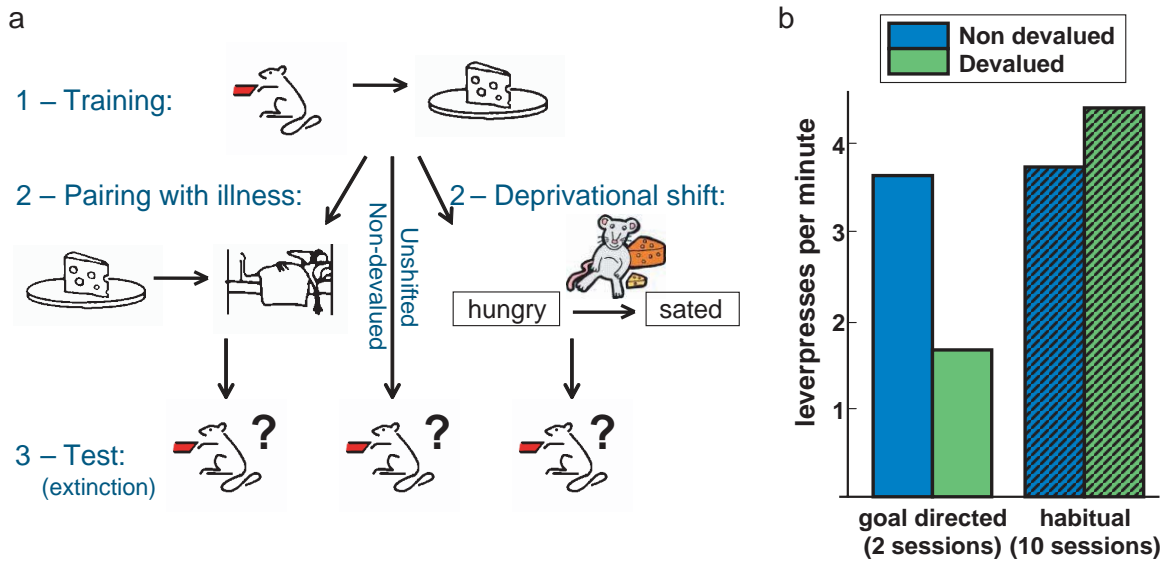 a
1 – Training:
2 – Pairing with illness:
Unshifted
Non-devalued
2 – Deprivational shift:
hungry
sated
3 – Test:
(extinction)
?
?
?
b
Non devalued
Devalued
leverpresses per minute
4
3
2
1
goal directed
(2 sessions)
habitual
(10 sessions)